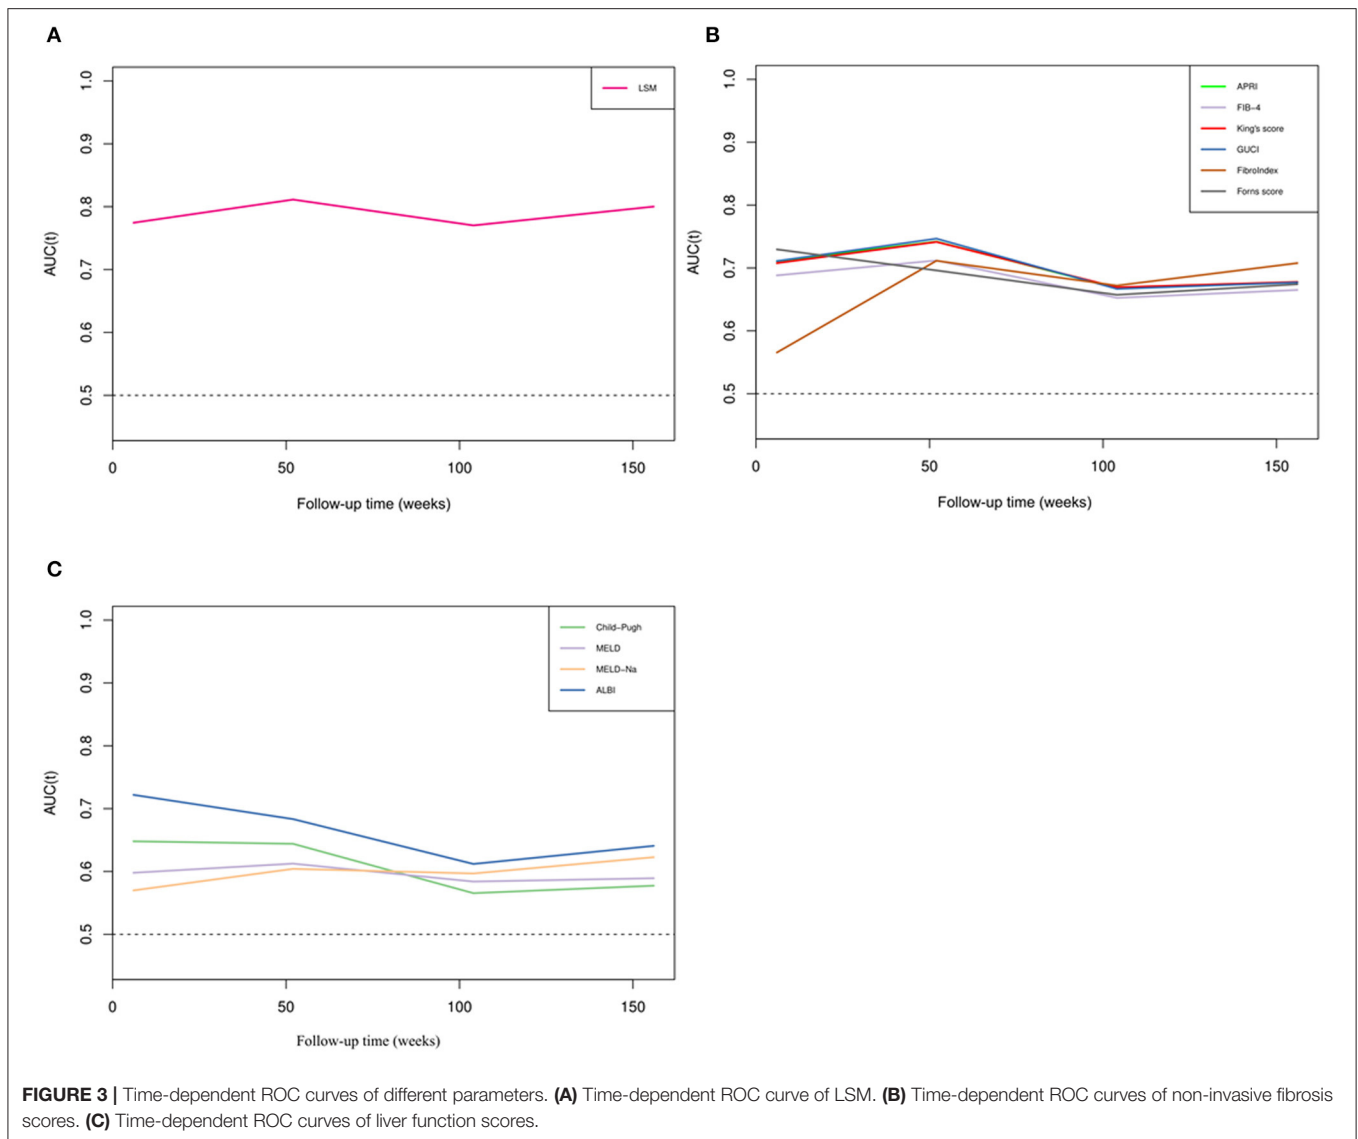 A
1.0
0.9
0.8
0.7
0.6
0.5
AUC(t)
LSM
0 50 100 150
Follow-up time (weeks)
B
1.0
0.9
0.8
0.7
0.6
0.5
AUC(t)
APRI
FIB-4
King's score
GUCI
FibroIndex
Forns score
0 50 100 150
Follow-up time (weeks)
C
1.0
0.9
0.8
0.7
0.6
0.5
AUC(t)
Child-Pugh
MELD
MELD-Na
ALBI
0 50 100 150
Follow-up time (weeks)
FIGURE 3 | Time-dependent ROC curves of different parameters. (A) Time-dependent ROC curve of LSM. (B) Time-dependent ROC curves of non-invasive fibrosis
scores. (C) Time-dependent ROC curves of liver function scores.